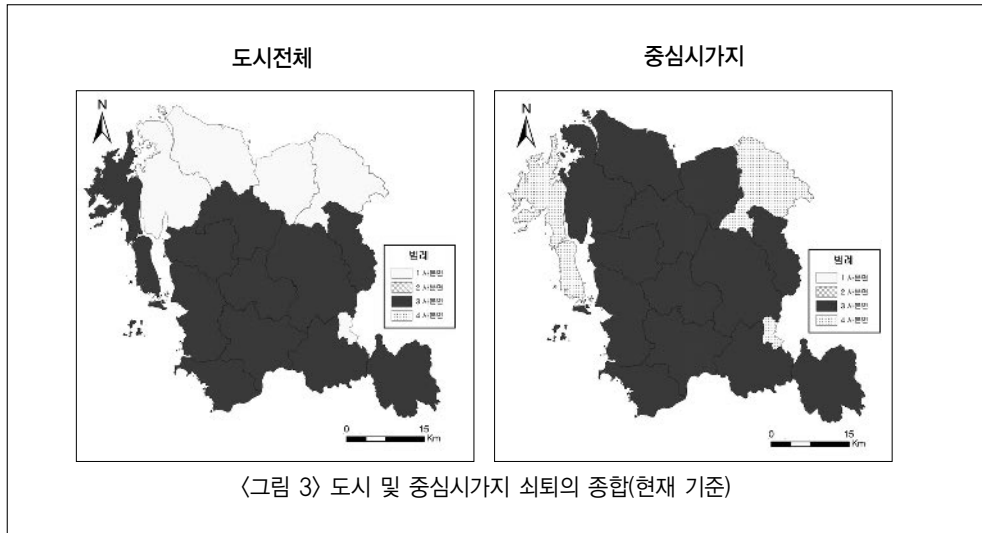 도시전체
중심시가지
N
범례
1 사분면
2 사분면
3 사분면
4 사분면
0 15
Km
N
범례
1 사분면
2 사분면
3 사분면
4 사분면
0 15
Km
〈그림 3〉 도시 및 중심시가지 쇠퇴의 종합(현재 기준)